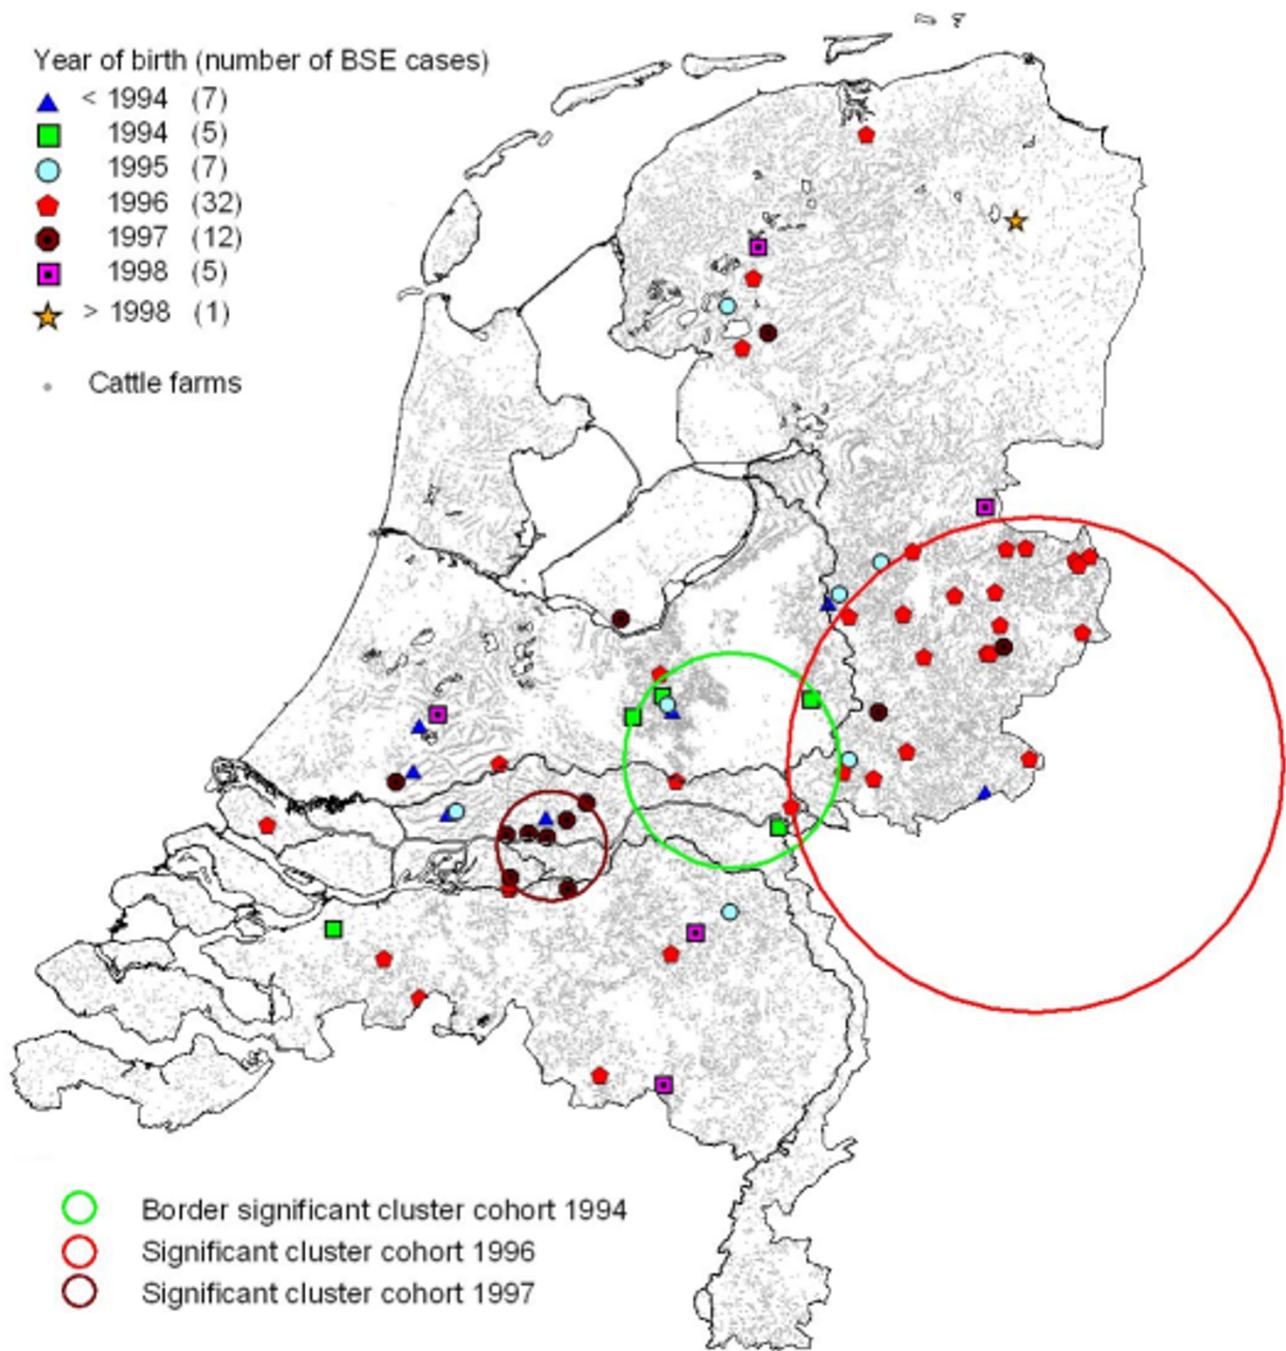 Year of birth (number of BSE cases)
< 1994 (7)
1994 (5)
1995 (7)
1996 (32)
1997 (12)
1998 (5)
> 1998 (1)
Cattle farms
Border significant cluster cohort 1994
Significant cluster cohort 1996
Significant cluster cohort 1997